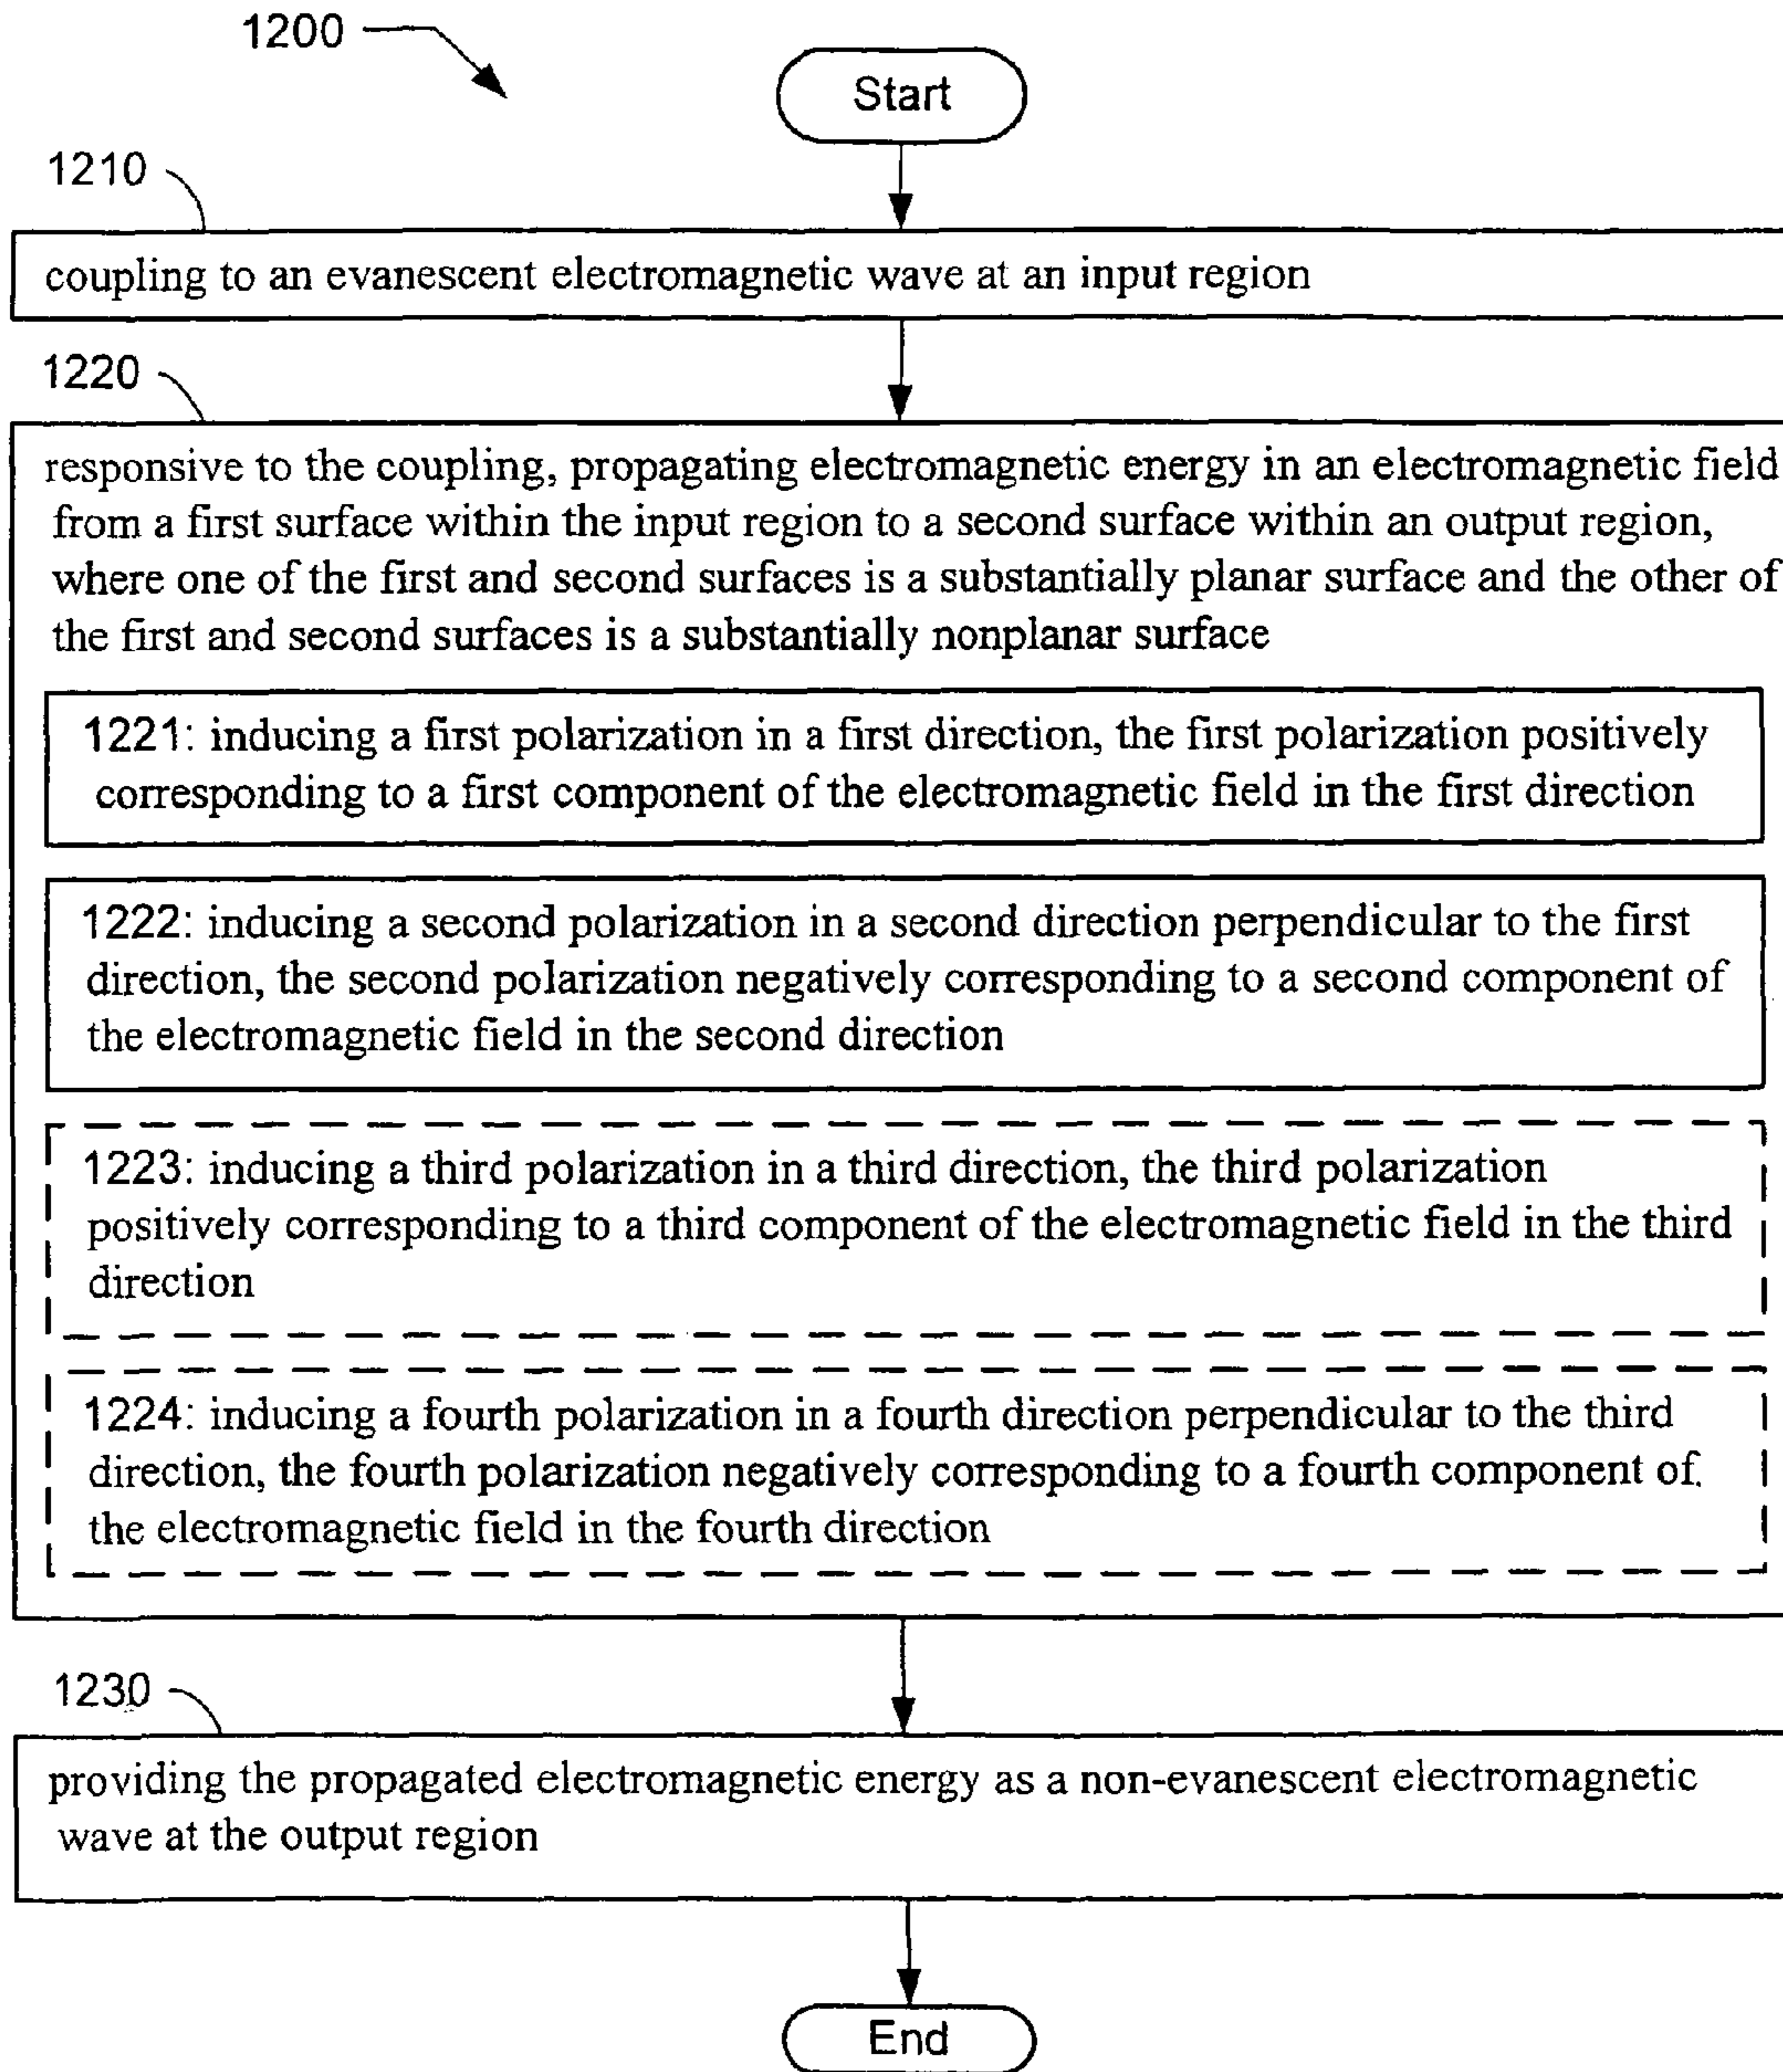 1200
Start
1210
coupling to an evanescent electromagnetic wave at an input region
1220
responsive to the coupling, propagating electromagnetic energy in an electromagnetic field
from a first surface within the input region to a second surface within an output region,
where one of the first and second surfaces is a substantially planar surface and the other of
the first and second surfaces is a substantially nonplanar surface
1221: inducing a first polarization in a first direction, the first polarization positively
corresponding to a first component of the electromagnetic field in the first direction
1222: inducing a second polarization in a second direction perpendicular to the first
direction, the second polarization negatively corresponding to a second component of
the electromagnetic field in the second direction
1223: inducing a third polarization in a third direction, the third polarization
positively corresponding to a third component of the electromagnetic field in the third
direction
1224: inducing a fourth polarization in a fourth direction perpendicular to the third
direction, the fourth polarization negatively corresponding to a fourth component of
the electromagnetic field in the fourth direction
1230
providing the propagated electromagnetic energy as a non-evanescent electromagnetic
wave at the output region
End